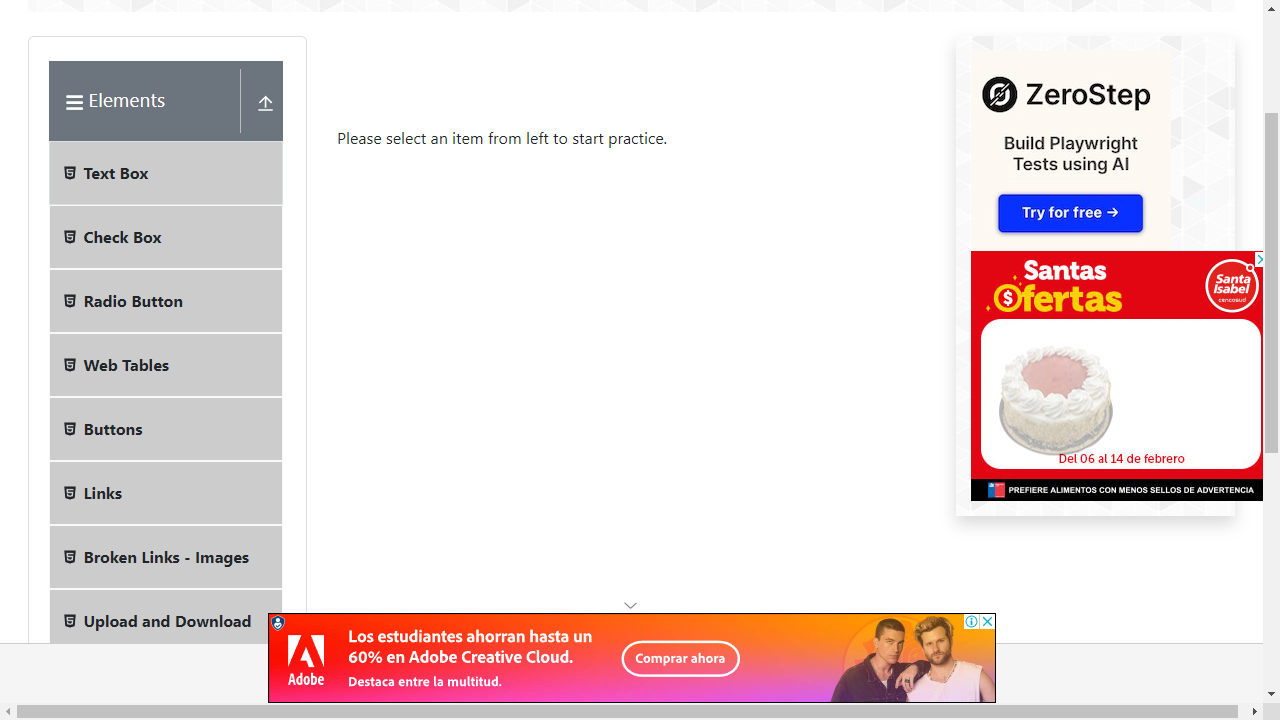 Elements
Text Box
Check Box
Radio Button
Web Tables
Buttons
Links
Broken Links - Images
Upload and Download
Please select an item from left to start practice.
ZeroStep
Build Playwright
Tests using AI
Try for free →
Santas
Ofertas
Santa
Isabel
cencosud
Del 06 al 14 de febrero
PREFIERE ALIMENTOS CON MENOS SELLOS DE ADVERTENCIA
Adobe
Los estudiantes ahorran hasta un
60% en Adobe Creative Cloud.
Destaca entre la multitud.
Comprar ahora